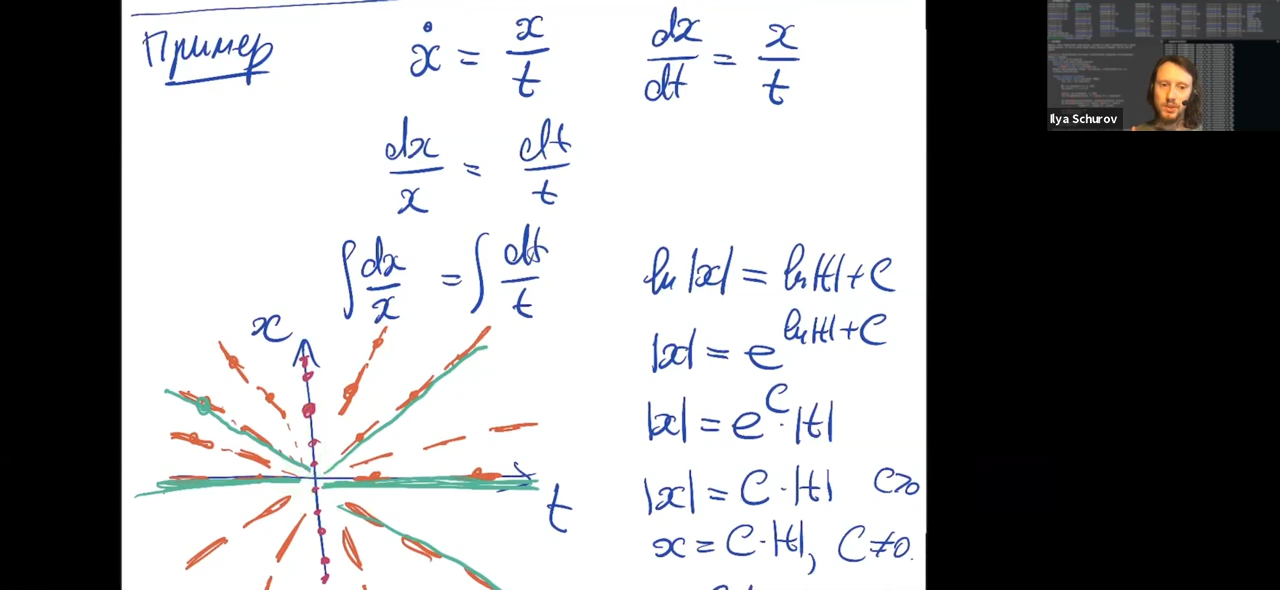 Пример ẋ = x/t dx/dt = x/t
dx/x = dt/t
∫dx/x = ∫dt/t
ln|x| = ln|t| + C
|x| = e^(ln|t| + C)
|x| = e^C · |t|
|x| = C · |t| C>0
x = C · |t|, C ≠ 0.
x
t
Ilya Schurov